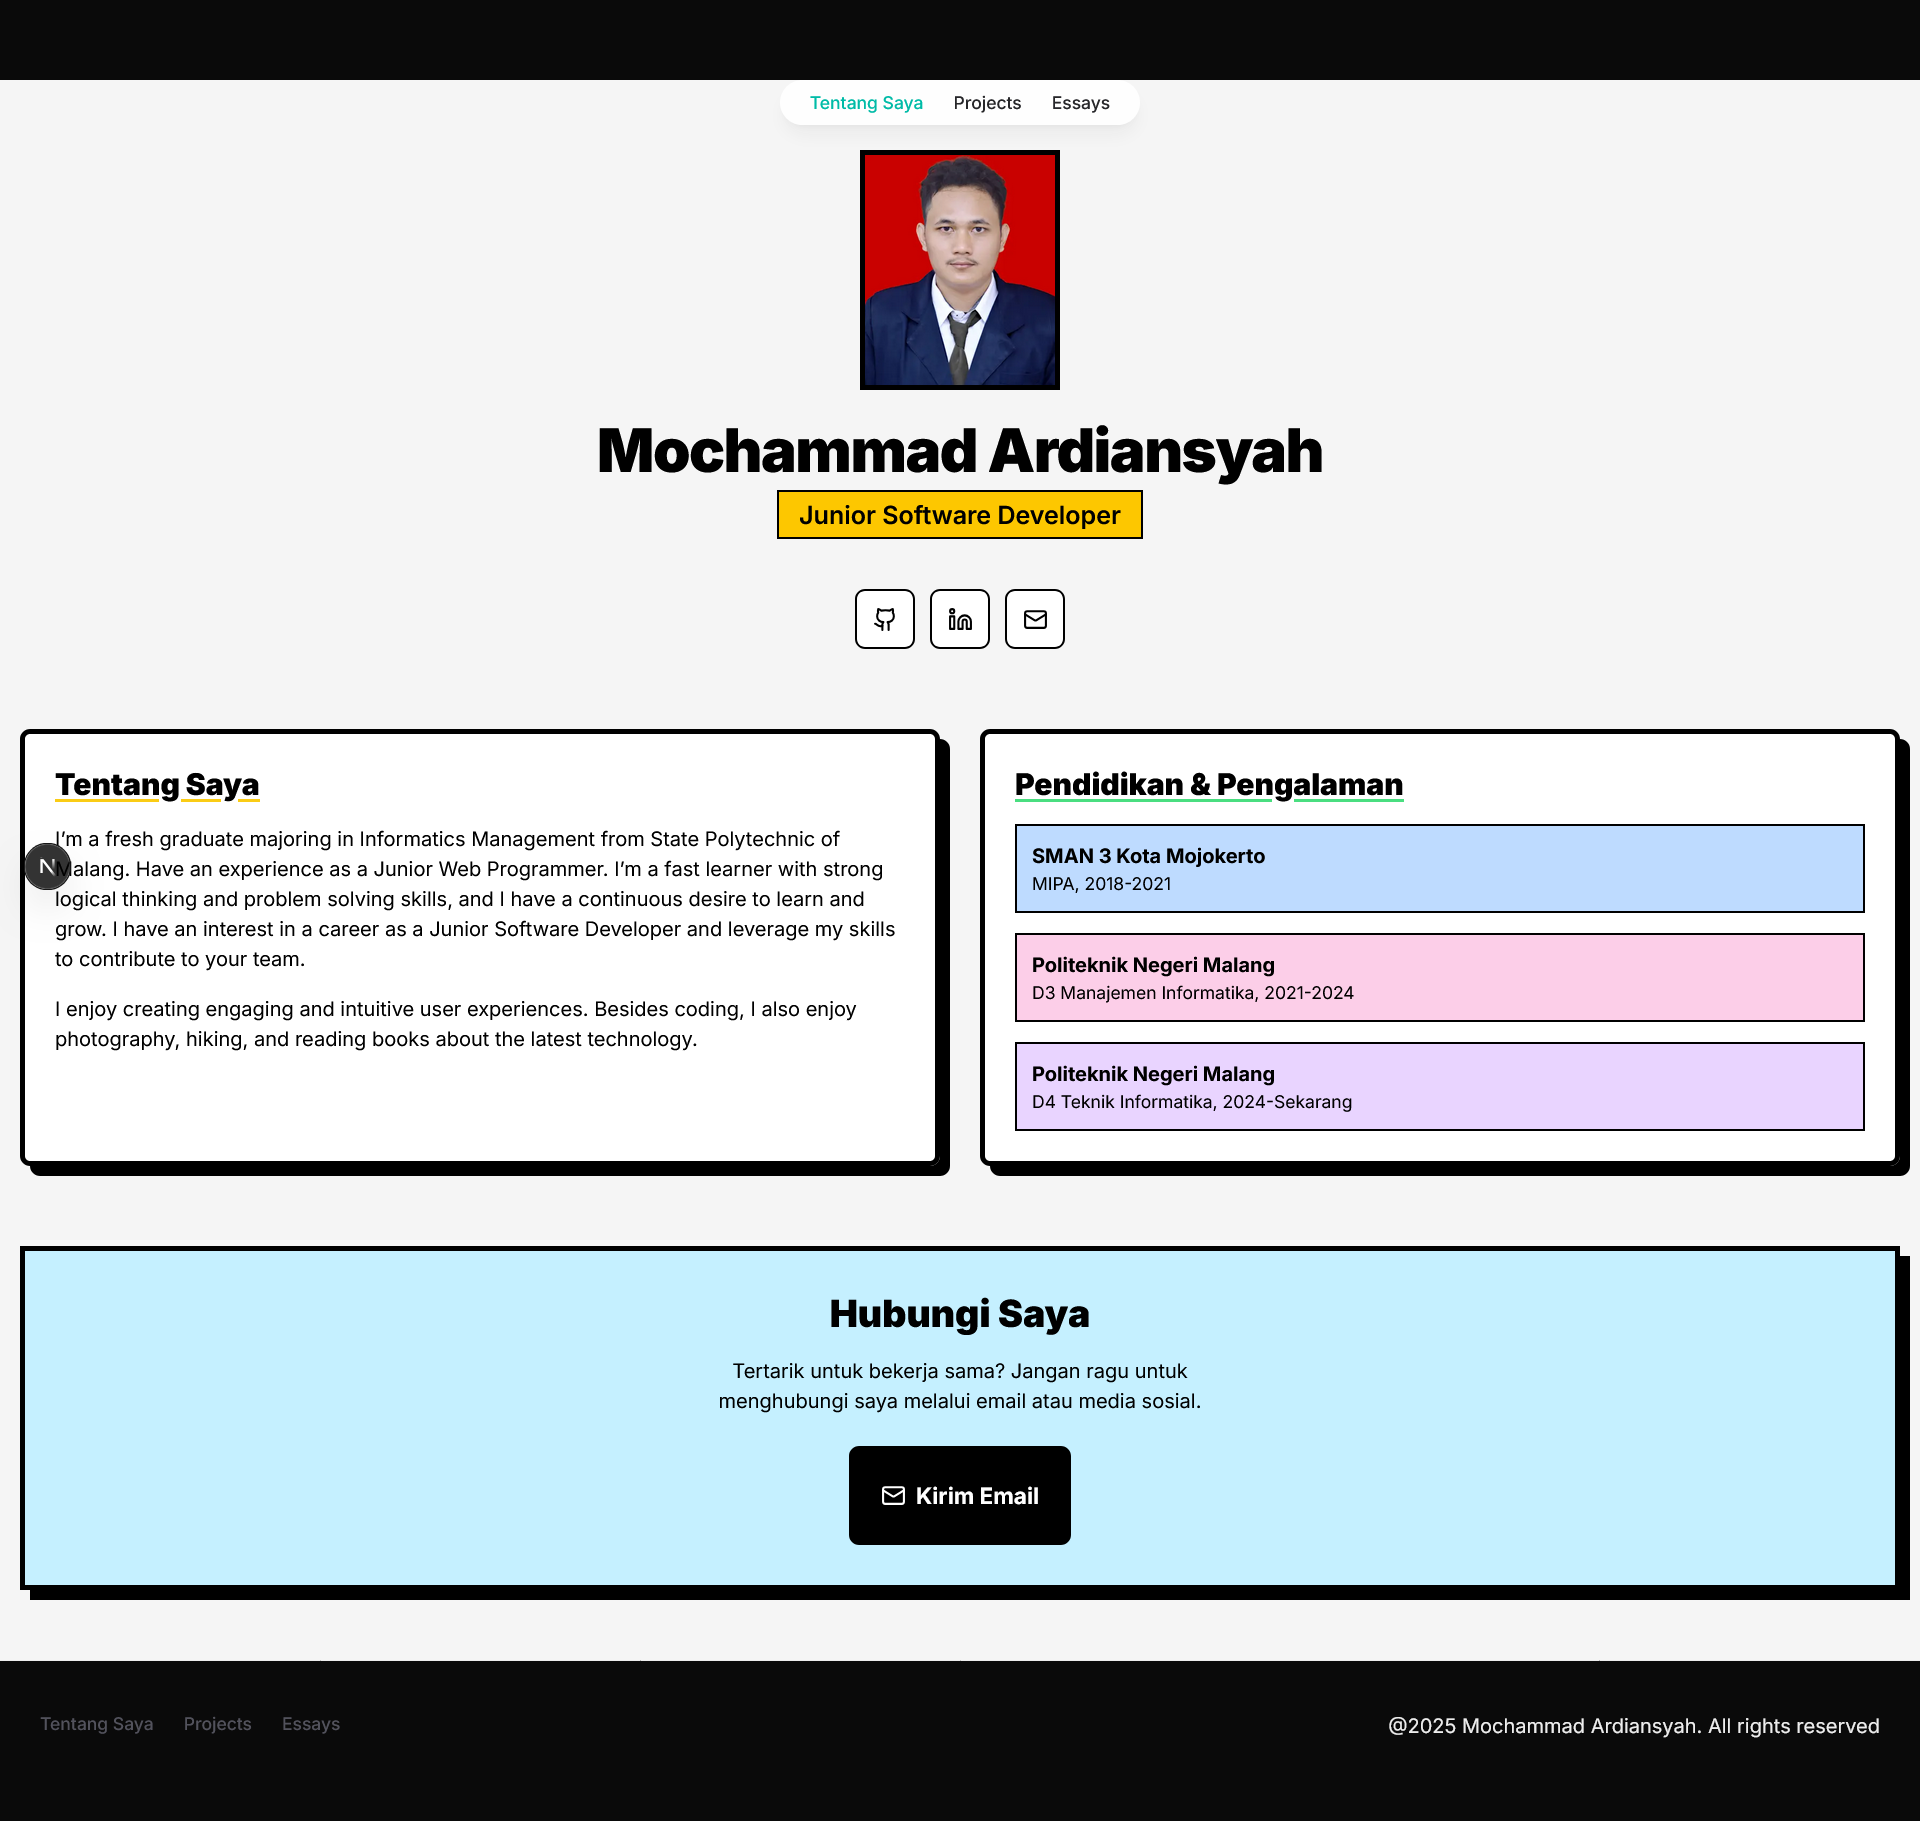 Tentang Saya Projects Essays
Mochammad Ardiansyah
Junior Software Developer
Tentang Saya
I'm a fresh graduate majoring in Informatics Management from State Polytechnic of
Malang. Have an experience as a Junior Web Programmer. I'm a fast learner with strong
logical thinking and problem solving skills, and I have a continuous desire to learn and
grow. I have an interest in a career as a Junior Software Developer and leverage my skills
to contribute to your team.
I enjoy creating engaging and intuitive user experiences. Besides coding, I also enjoy
photography, hiking, and reading books about the latest technology.
N
Pendidikan & Pengalaman
SMAN 3 Kota Mojokerto
MIPA, 2018-2021
Politeknik Negeri Malang
D3 Manajemen Informatika, 2021-2024
Politeknik Negeri Malang
D4 Teknik Informatika, 2024-Sekarang
Hubungi Saya
Tertarik untuk bekerja sama? Jangan ragu untuk
menghubungi saya melalui email atau media sosial.
Kirim Email
Tentang Saya Projects Essays
@2025 Mochammad Ardiansyah. All rights reserved